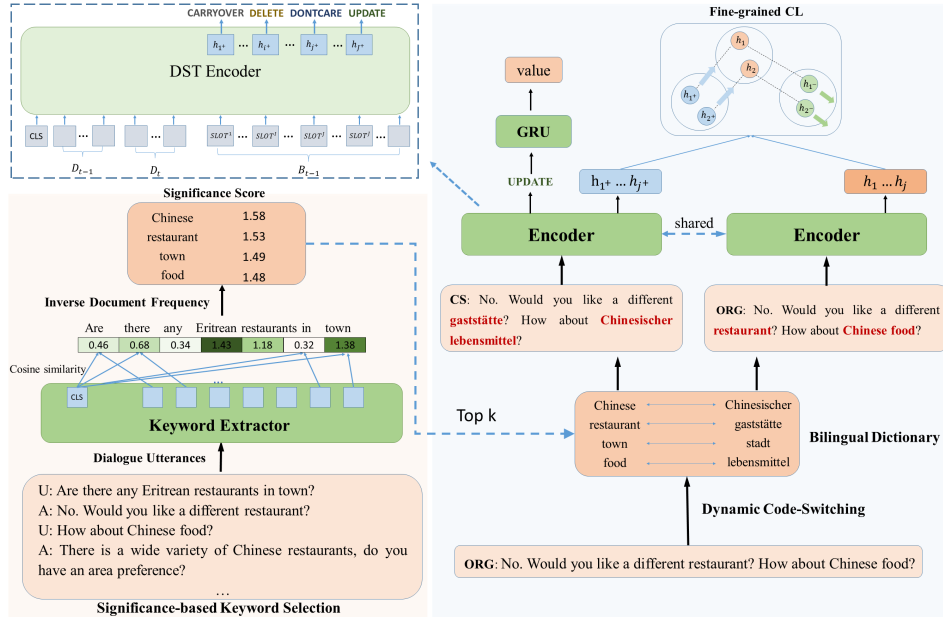 CARRYOVER DELETE DONTCARE UPDATE
h1+ ... hi+ ... hj+ ... hj+
DST Encoder
CLS ... ... SLOT1 ... SLOT1 ... SLOTJ ... SLOTJ ...
Dt−1 Dt Bt−1
Significance Score
Chinese 1.58
restaurant 1.53
town 1.49
food 1.48
Inverse Document Frequency
Are there any Eritrean restaurants in town
0.46 0.68 0.34 1.43 1.18 0.32 1.38
Cosine similarity
...
CLS
Keyword Extractor
Dialogue Utterances
U: Are there any Eritrean restaurants in town?
A: No. Would you like a different restaurant?
U: How about Chinese food?
A: There is a wide variety of Chinese restaurants, do you
have an area preference?
...
Significance-based Keyword Selection
Top k
Fine-grained CL
h1
h2
h1+
h2+
h1−
h2−
value
GRU
UPDATE
h1+ ... hj+
h1 ... hj
Encoder
shared
Encoder
CS: No. Would you like a different
gaststätte? How about Chinesischer
lebensmittel?
ORG: No. Would you like a different
restaurant? How about Chinese food?
Chinese Chinesischer
restaurant gaststätte
town stadt
food lebensmittel
Bilingual Dictionary
Dynamic Code-Switching
ORG: No. Would you like a different restaurant? How about Chinese food?